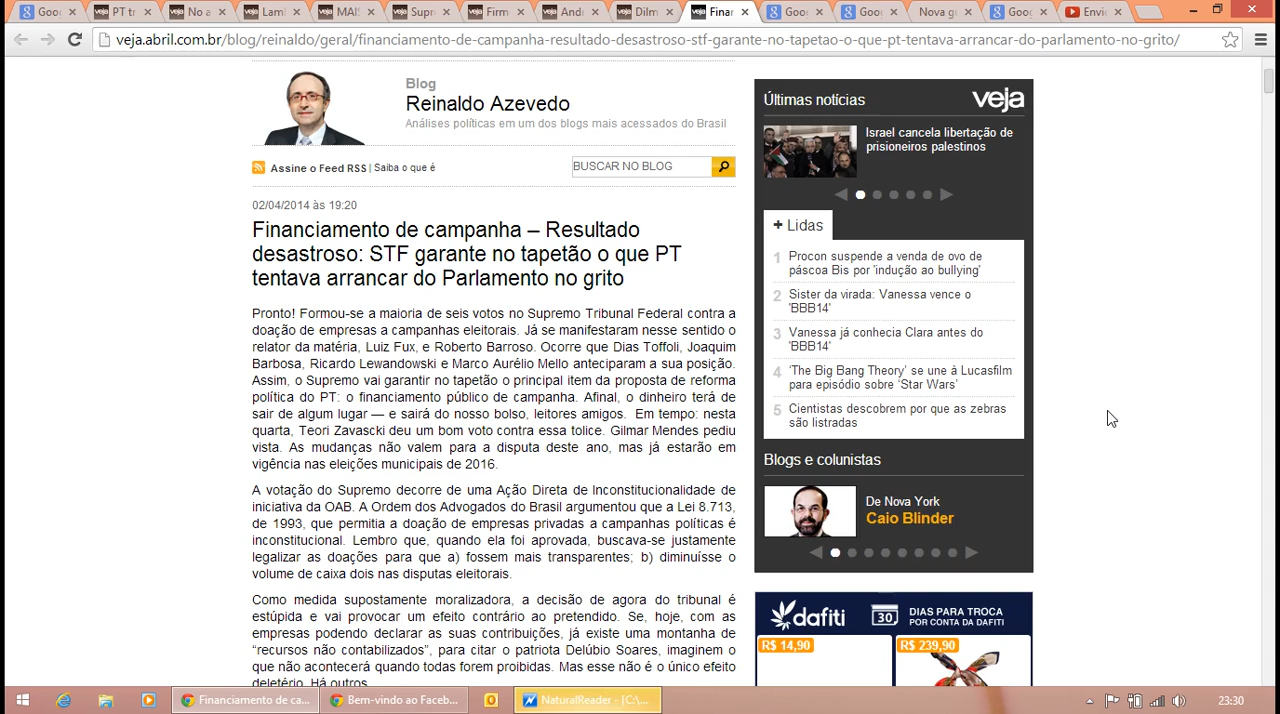 Goo
PT tr
No a
Laml
MAIS
Supr
Firm
And
Dilm
Finar
Goo
Goo
Nova gu
Goog
Envie
veja.abril.com.br/blog/reinaldo/geral/financiamento-de-campanha-resultado-desastroso-stf-garante-no-tapetao-o-que-pt-tentava-arrancar-do-parlamento-no-grito/
Blog
Reinaldo Azevedo
Análises políticas em um dos blogs mais acessados do Brasil
Assine o Feed RSS | Saiba o que é
BUSCAR NO BLOG
02/04/2014 às 19:20
Financiamento de campanha – Resultado
desastroso: STF garante no tapetão o que PT
tentava arrancar do Parlamento no grito
Pronto! Formou-se a maioria de seis votos no Supremo Tribunal Federal contra a
doação de empresas a campanhas eleitorais. Já se manifestaram nesse sentido o
relator da matéria, Luiz Fux, e Roberto Barroso. Ocorre que Dias Toffoli, Joaquim
Barbosa, Ricardo Lewandowski e Marco Aurélio Mello anteciparam a sua posição.
Assim, o Supremo vai garantir no tapetão o principal item da proposta de reforma
política do PT: o financiamento público de campanha. Afinal, o dinheiro terá de
sair de algum lugar — e sairá do nosso bolso, leitores amigos. Em tempo: nesta
quarta, Teori Zavascki deu um bom voto contra essa tolice. Gilmar Mendes pediu
vista. As mudanças não valem para a disputa deste ano, mas já estarão em
vigência nas eleições municipais de 2016.
A votação do Supremo decorre de uma Ação Direta de Inconstitucionalidade de
iniciativa da OAB. A Ordem dos Advogados do Brasil argumentou que a Lei 8.713,
de 1993, que permitia a doação de empresas privadas a campanhas políticas é
inconstitucional. Lembro que, quando ela foi aprovada, buscava-se justamente
legalizar as doações para que a) fossem mais transparentes; b) diminuísse o
volume de caixa dois nas disputas eleitorais.
Como medida supostamente moralizadora, a decisão de agora do tribunal é
estúpida e vai provocar um efeito contrário ao pretendido. Se, hoje, com as
empresas podendo declarar as suas contribuições, já existe uma montanha de
“recursos não contabilizados”, para citar o patriota Delúbio Soares, imaginem o
que não acontecerá quando todas forem proibidas. Mas esse não é o único efeito
deletério. Há outros.
Últimas notícias
veja
Israel cancela libertação de
prisioneiros palestinos
+ Lidas
1 Procon suspende a venda de ovo de
páscoa Bis por 'indução ao bullying'
2 Sister da virada: Vanessa vence o
'BBB14'
3 Vanessa já conhecia Clara antes do
'BBB14'
4 'The Big Bang Theory' se une à Lucasfilm
para episódio sobre 'Star Wars'
5 Cientistas descobrem por que as zebras
são listradas
Blogs e colunistas
De Nova York
Caio Blinder
dafiti
30
DIAS PARA TROCA
POR CONTA DA DAFITI
R$ 14,90
R$ 239,90
Financiamento de ca...
Bem-vindo ao Faceb...
NaturalReader - [C:\...
23:30